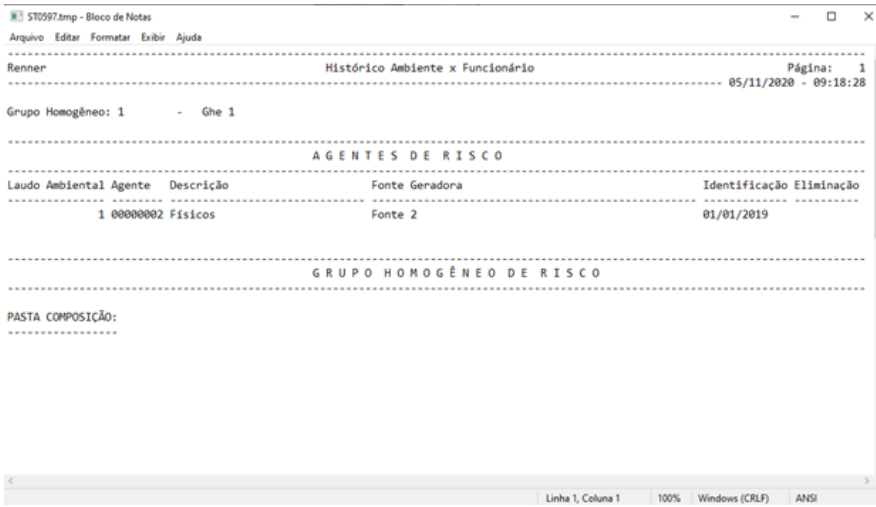 ST0597.tmp - Bloco de Notas
Arquivo Editar Formatar Exibir Ajuda
Renner Histórico Ambiente x Funcionário Página: 1
05/11/2020 - 09:18:28
Grupo Homogêneo: 1 - Ghe 1
A G E N T E S D E R I S C O
Laudo Ambiental Agente Descrição Fonte Geradora Identificação Eliminação
1 00000002 Físicos Fonte 2 01/01/2019
G R U P O H O M O G Ê N E O D E R I S C O
PASTA COMPOSIÇÃO:
Linha 1, Coluna 1 100% Windows (CRLF) ANSI